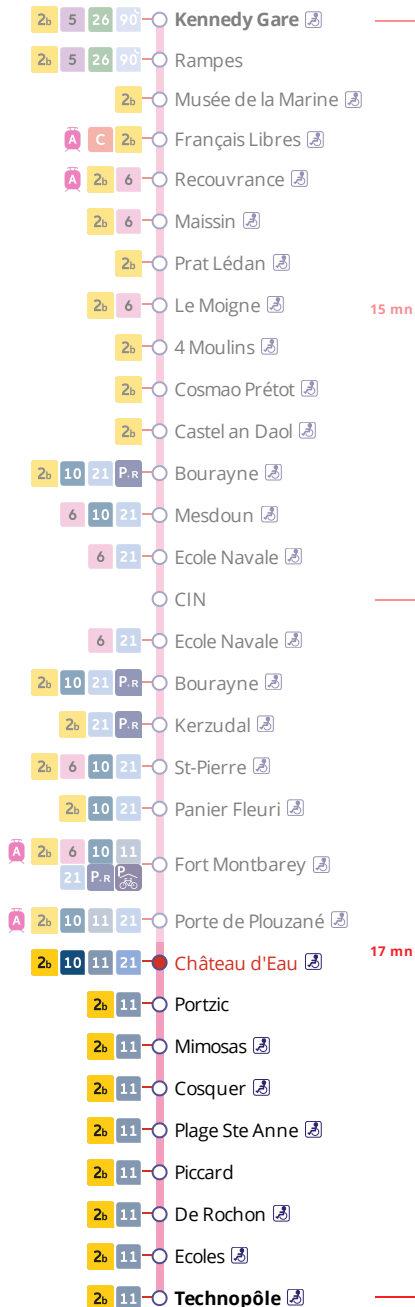 2b 5 26 90 Kennedy Gare
2b 5 26 90 Rampes
2b Musée de la Marine
A C 2b Français Libres
A 2b 6 Recouvrance
2b 6 Maissin
2b Prat Lédan
2b 6 Le Moigne 15 mn
2b 4 Moulins
2b Cosmao Prétot
2b Castel an Daol
2b 10 21 P+R Bourayne
6 10 21 Mesdoun
6 21 Ecole Navale
CIN
6 21 Ecole Navale
2b 10 21 P+R Bourayne
2b 21 P+R Kerzudal
2b 6 10 21 St-Pierre
2b 10 21 Panier Fleuri
A 2b 6 10 11
21 P+R P Fort Montbarey
A 2b 10 11 21 Porte de Plouzané
2b 10 11 21 Château d'Eau 17 mn
2b 11 Portzic
2b 11 Mimosas
2b 11 Cosquer
2b 11 Plage Ste Anne
2b 11 Piccard
2b 11 De Rochon
2b 11 Ecoles
2b 11 Technopôle